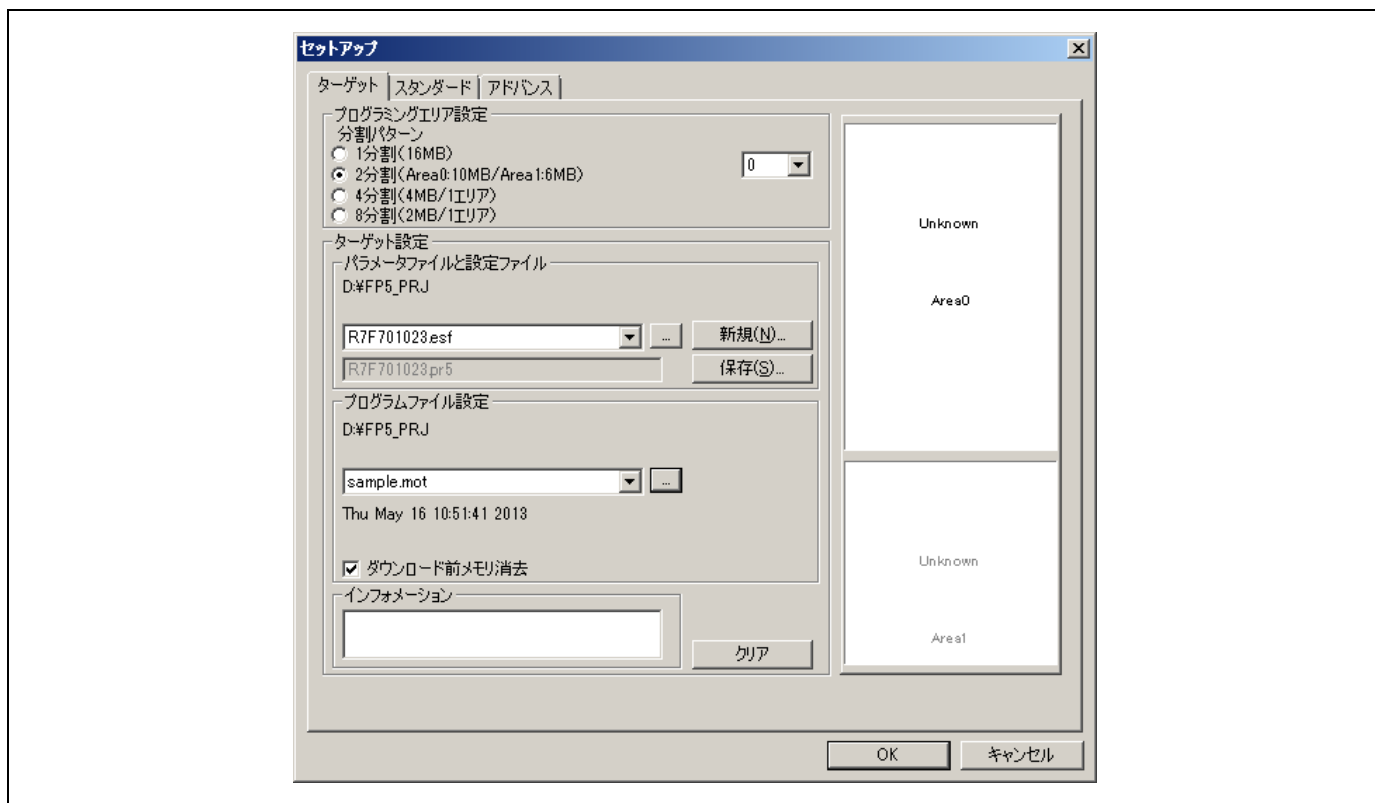 セットアップ
ターゲット スタンダード アドバンス
プログラミングエリア設定
分割パターン
1分割(16MB)
2分割(Area0:10MB/Area1:6MB)
4分割(4MB/1エリア)
8分割(2MB/1エリア)
0
ターゲット設定
パラメータファイルと設定ファイル
D:¥FP5_PRJ
R7F701023.esf ... 新規(N)...
R7F701023.pr5 保存(S)...
プログラムファイル設定
D:¥FP5_PRJ
sample.mot ...
Thu May 16 10:51:41 2013
ダウンロード前メモリ消去
インフォメーション
クリア
Unknown
Area0
Unknown
Area1
OK キャンセル